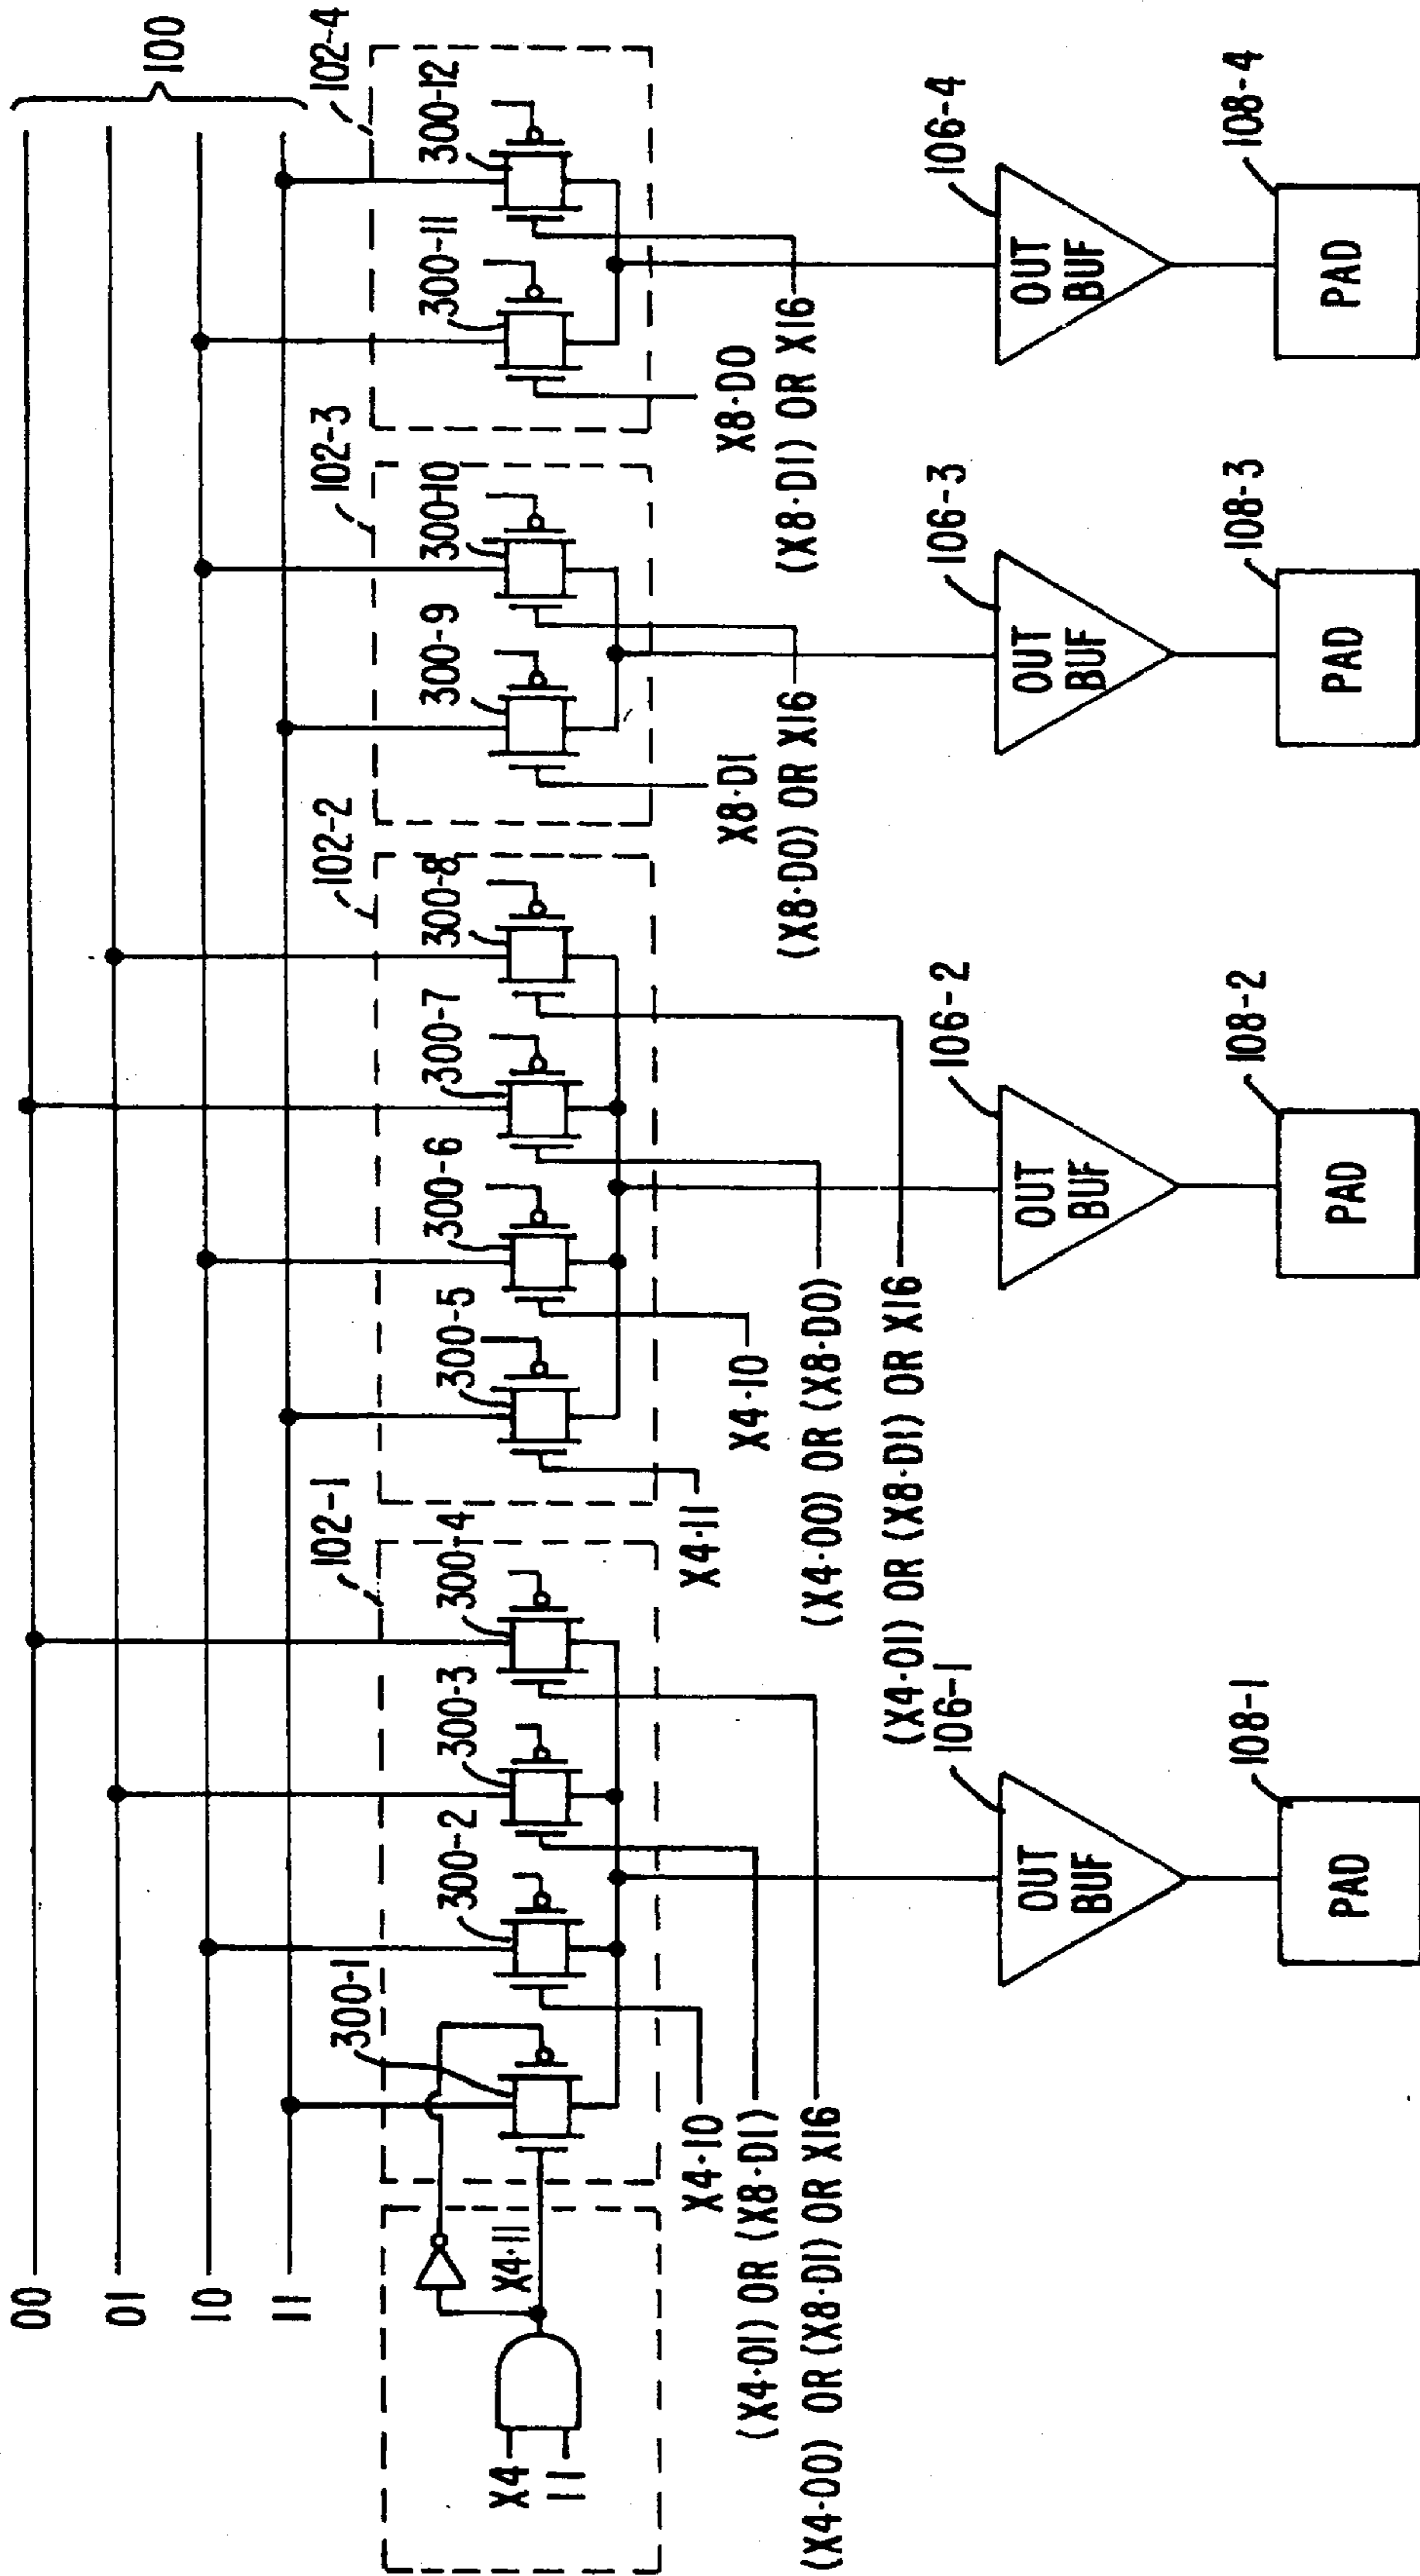 00
01
10
11
100
102-1
102-2
102-3
102-4
300-1
300-2
300-3
300-4
300-5
300-6
300-7
300-8
300-9
300-10
300-11
300-12
X4
11
X4·11
X4·10
(X4·01) OR (X8·D1)
(X4·00) OR (X8·D1) OR X16
X4·11
X4·10
(X4·00) OR (X8·D0)
(X4·01) OR (X8·D1) OR X16
X8·D1
(X8·D0) OR X16
X8·D0
(X8·D1) OR X16
106-1
OUT
BUF
106-2
OUT
BUF
106-3
OUT
BUF
106-4
OUT
BUF
108-1
PAD
108-2
PAD
108-3
PAD
108-4
PAD